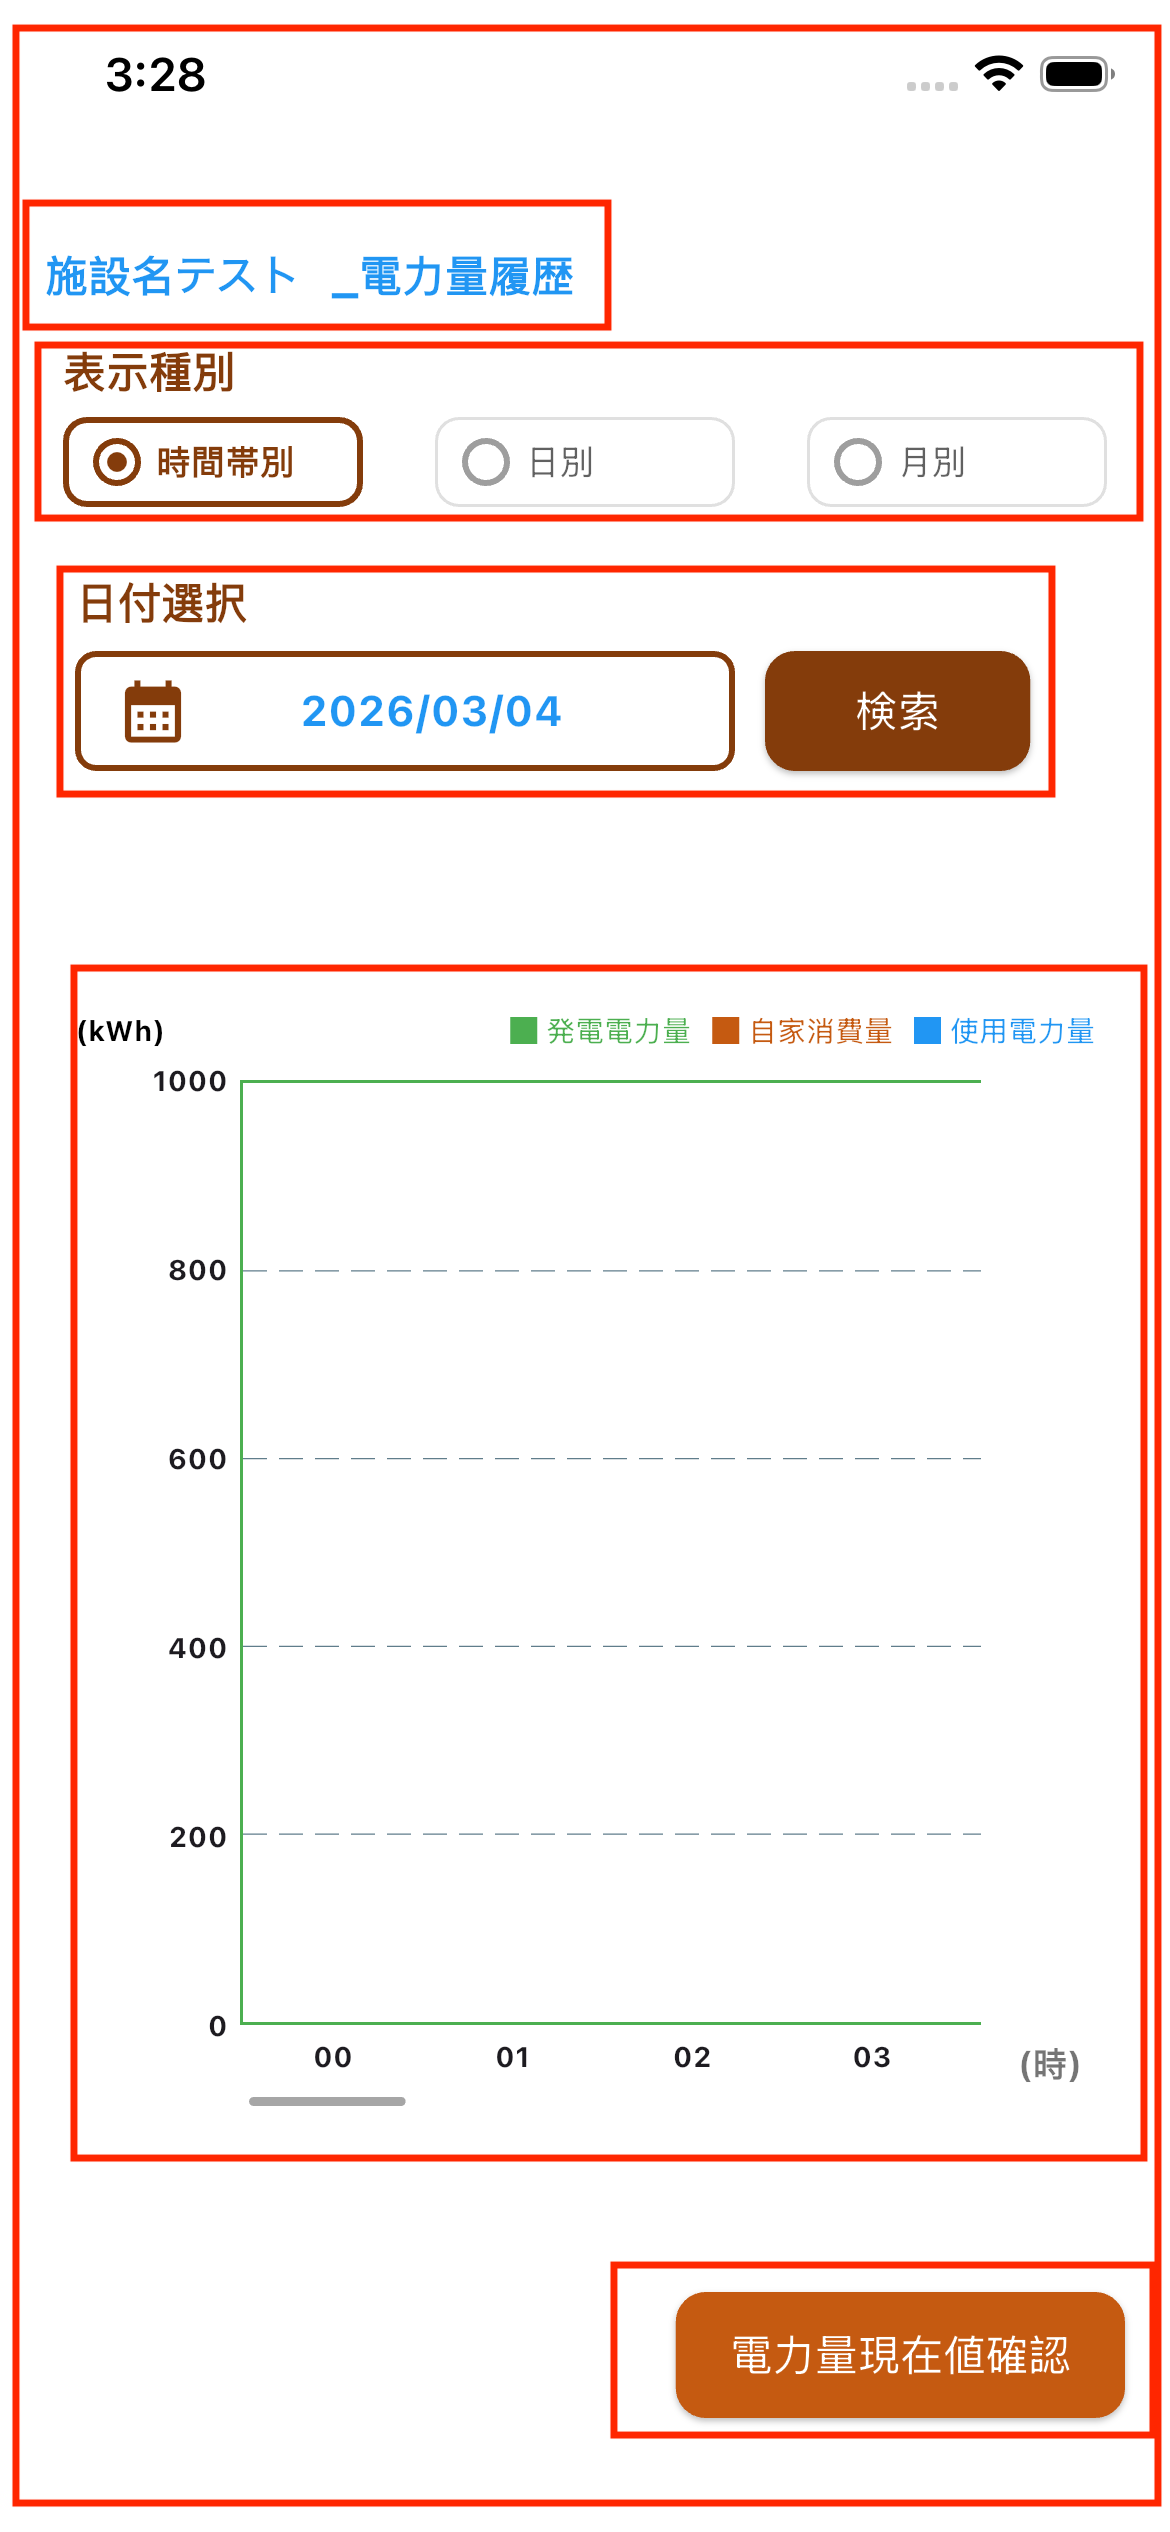 3:28
施設名テスト _電力量履歴
表示種別
時間帯別 日別 月別
日付選択
2026/03/04 検索
(kWh) 発電電力量 自家消費量 使用電力量
1000
800
600
400
200
0
00 01 02 03 (時)
電力量現在値確認